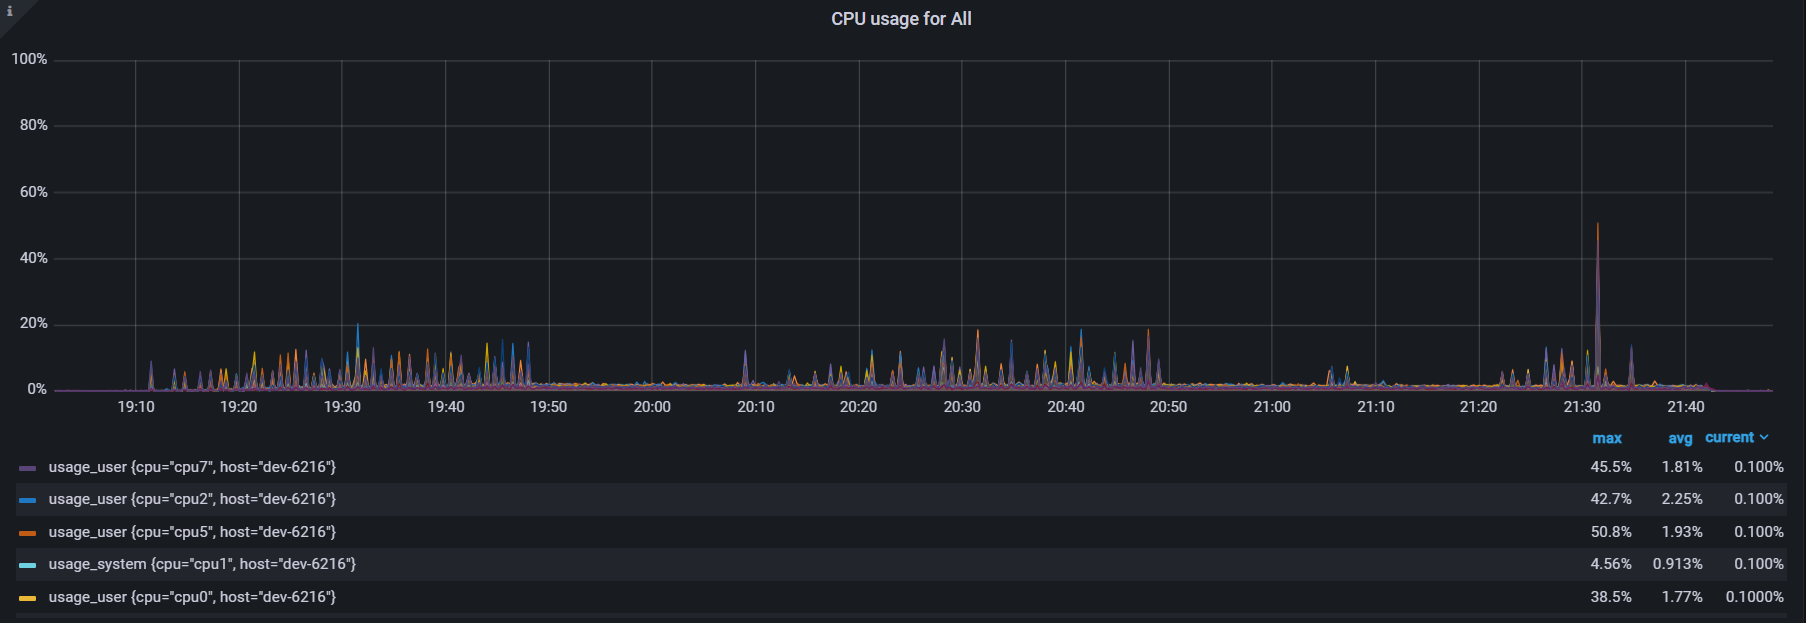 i
CPU usage for All
100%
80%
60%
40%
20%
0%
19:10 19:20 19:30 19:40 19:50 20:00 20:10 20:20 20:30 20:40 20:50 21:00 21:10 21:20 21:30 21:40
max avg current
usage_user {cpu="cpu7", host="dev-6216"} 45.5% 1.81% 0.100%
usage_user {cpu="cpu2", host="dev-6216"} 42.7% 2.25% 0.100%
usage_user {cpu="cpu5", host="dev-6216"} 50.8% 1.93% 0.100%
usage_system {cpu="cpu1", host="dev-6216"} 4.56% 0.913% 0.100%
usage_user {cpu="cpu0", host="dev-6216"} 38.5% 1.77% 0.1000%